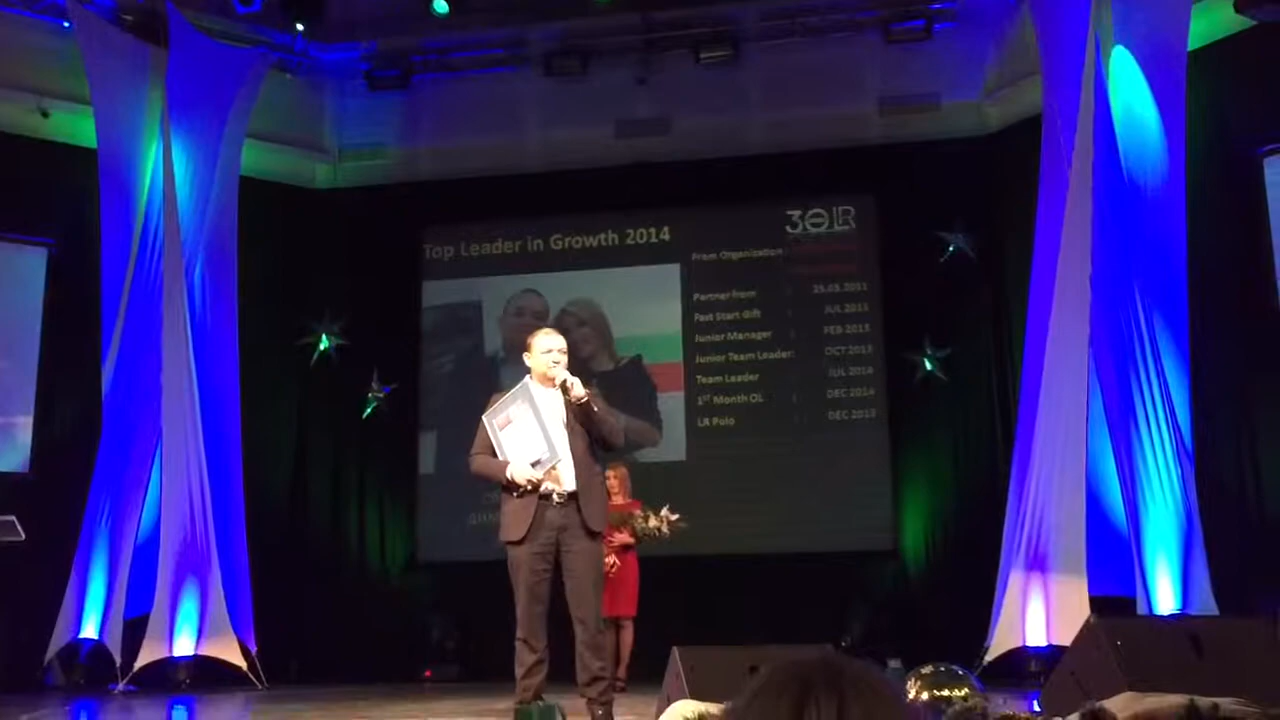 Top Leader in Growth 2014
30 LR
From Organization
Partner from : 25.03.2011
Fast Start Gift : JUL 2011
Junior Manager : FEB 2013
Junior Team Leader: OCT 2013
Team Leader : JUL 2014
1ST Month OL : DEC 2014
LR Polo : DEC 2013